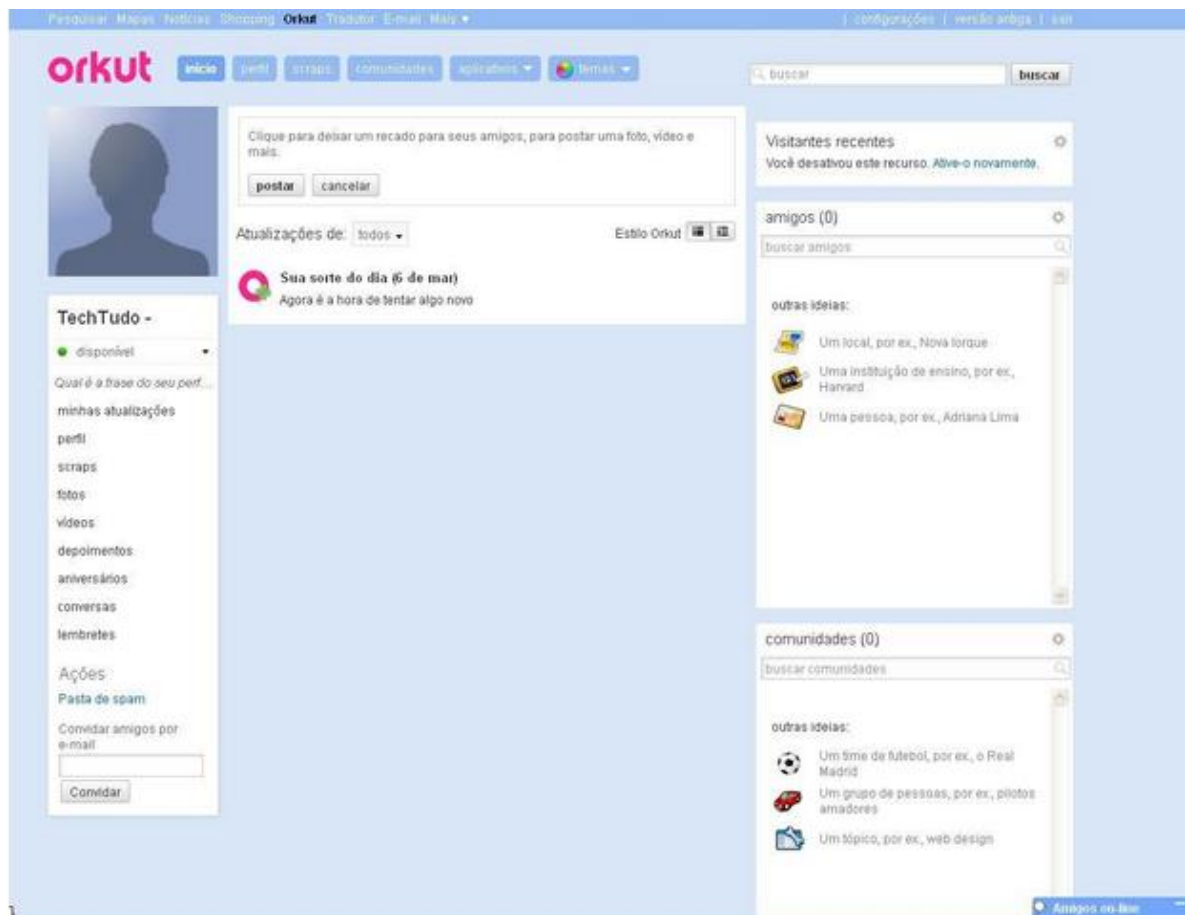 Pesquisar Mapas Notícias Shopping Orkut Tradutor E-mail Mais
| configurações | versão antiga | sair
orkut
início perfil scraps comunidades aplicativos temas
buscar
buscar
Clique para deixar um recado para seus amigos, para postar uma foto, vídeo e
mais.
postar cancelar
Atualizações de: todos
Estilo Orkut
Sua sorte do dia (6 de mar)
Agora é a hora de tentar algo novo
TechTudo -
disponível
Qual é a frase do seu perf...
minhas atualizações
perfil
scraps
fotos
vídeos
depoimentos
aniversários
conversas
lembretes
Ações
Pasta de spam
Convidar amigos por
e-mail
Convidar
Visitantes recentes
Você desativou este recurso. Ative-o novamente.
amigos (0)
buscar amigos
outras ideias:
Um local, por ex., Nova Iorque
Uma instituição de ensino, por ex.,
Harvard
Uma pessoa, por ex., Adriana Lima
comunidades (0)
buscar comunidades
outras ideias:
Um time de futebol, por ex., o Real
Madrid
Um grupo de pessoas, por ex., pilotos
amadores
Um tópico, por ex., web design
Amigos on-line